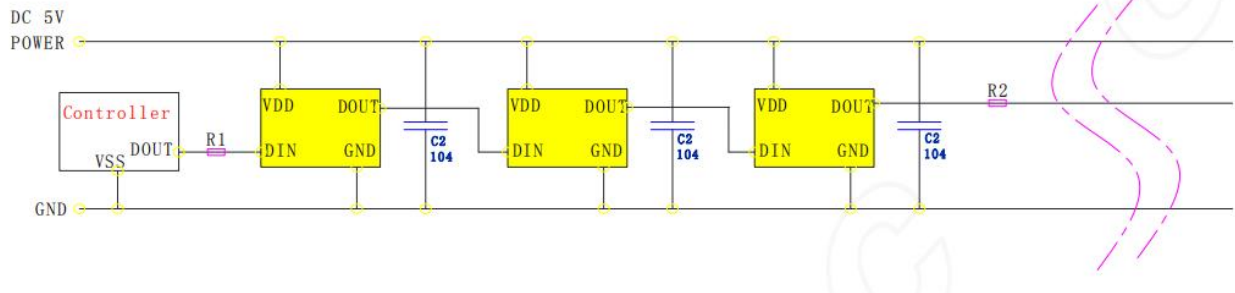 DC 5V
POWER
Controller
DOUT
VSS
R1
VDD
DOUT
DIN
GND
C2
104
VDD
DOUT
DIN
GND
C2
104
VDD
DOUT
DIN
GND
C2
104
R2
GND